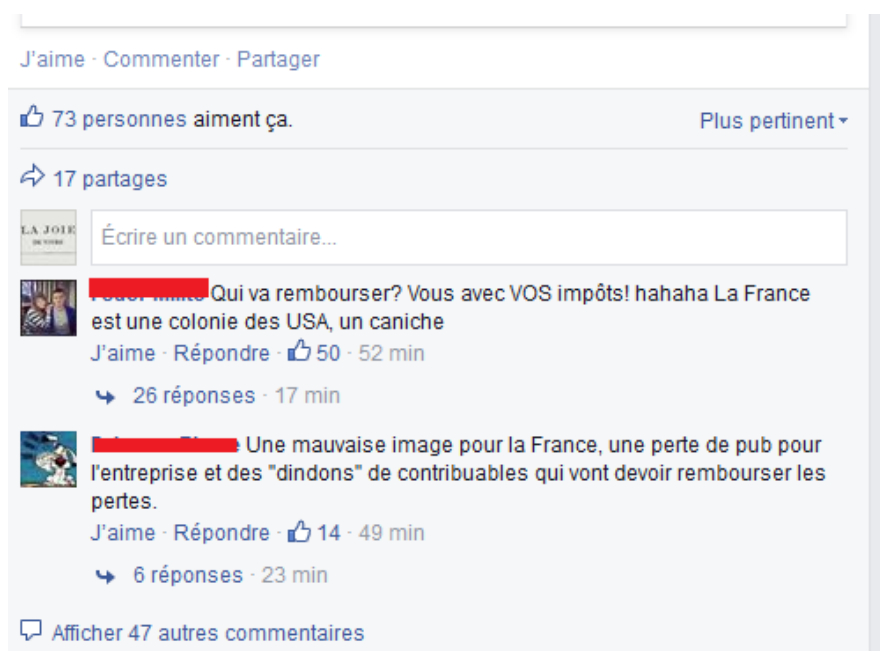 J'aime · Commenter · Partager
73 personnes aiment ça.
Plus pertinent
17 partages
LA JOIE
DE VIVRE
Écrire un commentaire...
Qui va rembourser? Vous avec VOS impôts! hahaha La France
est une colonie des USA, un caniche
J'aime · Répondre · 50 · 52 min
26 réponses · 17 min
Une mauvaise image pour la France, une perte de pub pour
l'entreprise et des "dindons" de contribuables qui vont devoir rembourser les
pertes.
J'aime · Répondre · 14 · 49 min
6 réponses · 23 min
Afficher 47 autres commentaires